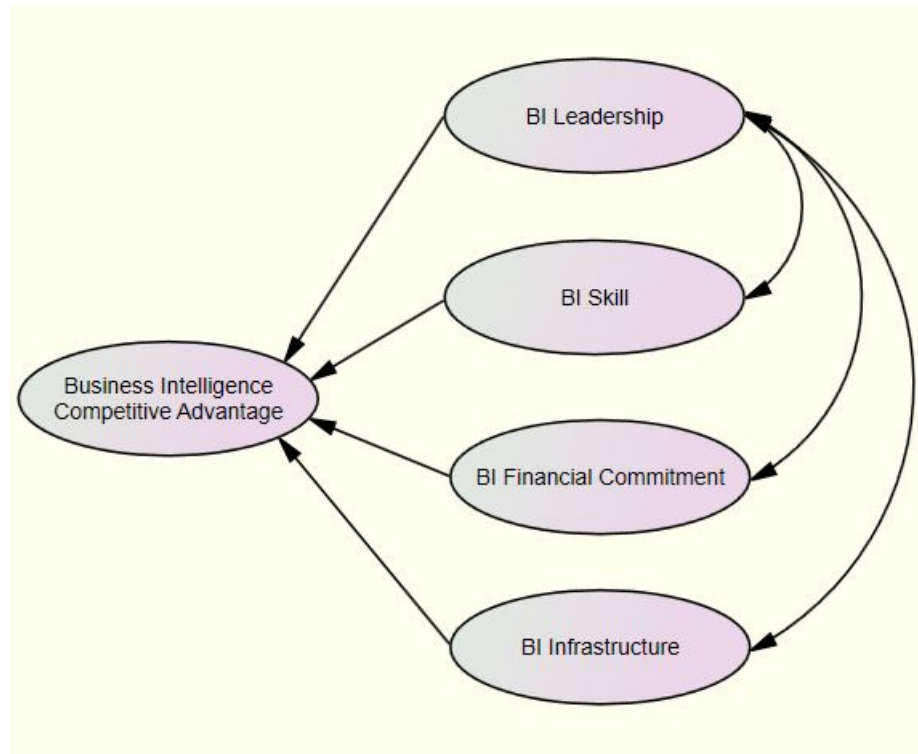 BI Leadership
BI Skill
Business Intelligence
Competitive Advantage
BI Financial Commitment
BI Infrastructure